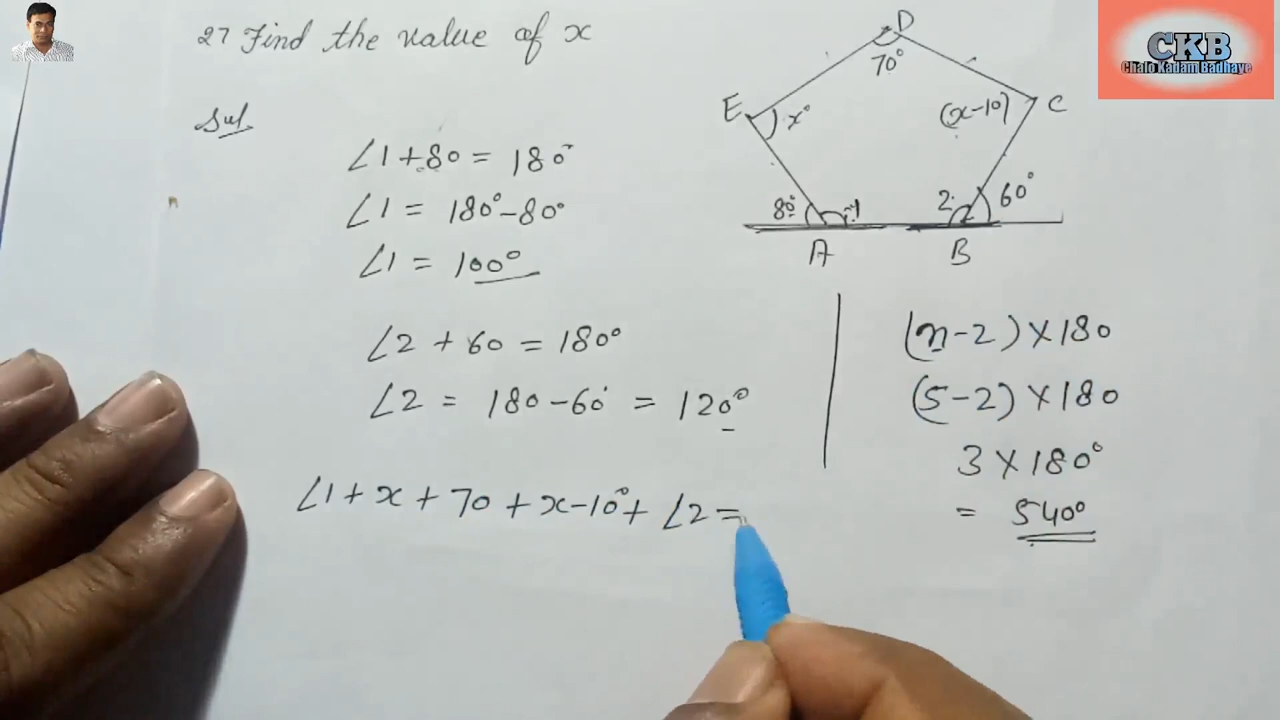 27 Find the value of x
Sol
∠1 + 80 = 180°
∠1 = 180° - 80°
∠1 = 100°
∠2 + 60 = 180°
∠2 = 180 - 60° = 120°
∠1 + x + 70 + x - 10° + ∠2 =
D
70°
E
x°
(x-10)
C
80°
1
2
60°
A
B
(n-2) × 180
(5-2) × 180
3 × 180°
= 540°
CKB
Chalo Kadam Badhaye